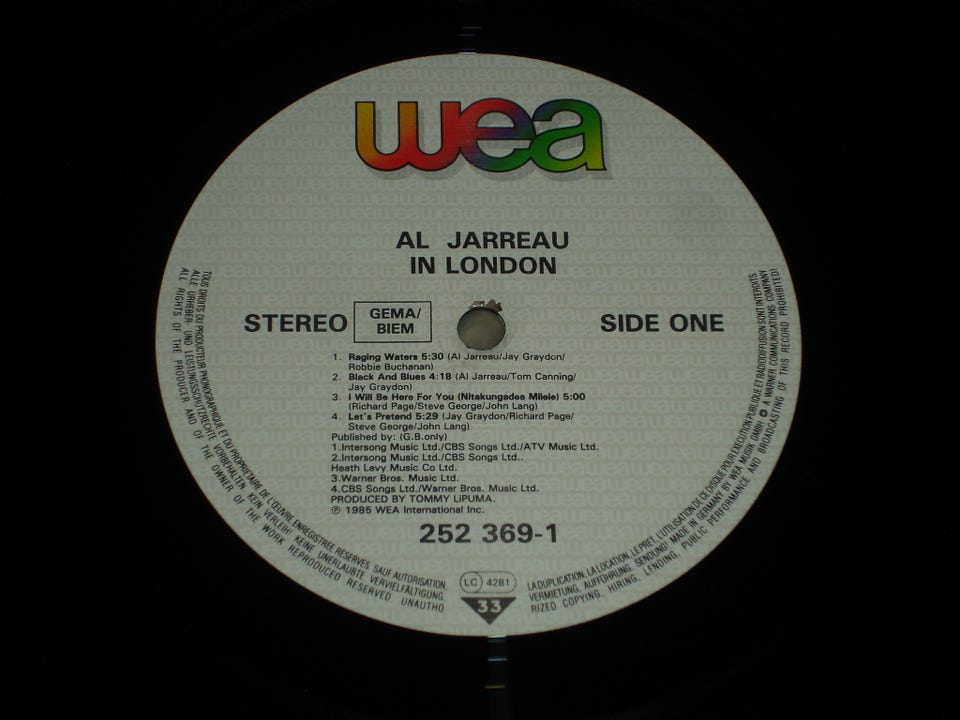 wea
AL JARREAU
IN LONDON
STEREO
GEMA/
BIEM
SIDE ONE
1. Raging Waters 5:30 (Al Jarreau/Jay Graydon/
Robbie Buchanan)
2. Black And Blues 4:18 (Al Jarreau/Tom Canning/
Jay Graydon)
3. I Will Be Here For You (Nitakungadea Milele) 5:00
(Richard Page/Steve George/John Lang)
4. Let's Pretend 5:29 (Jay Graydon/Richard Page/
Steve George/John Lang)
Published by: (G.B.only)
1.Intersong Music Ltd./CBS Songs Ltd./ATV Music Ltd.
2.Intersong Music Ltd./CBS Songs Ltd..
Heath Levy Music Co Ltd.
3.Warner Bros. Music Ltd.
4.CBS Songs Ltd./Warner Bros. Music Ltd.
PRODUCED BY TOMMY LiPUMA.
℗ 1985 WEA International Inc.
252 369-1
LC 4281
33
TOUS DROITS DU PRODUCTEUR PHONOGRAPHIQUE ET DU PROPRIETAIRE DE L'ŒUVRE ENREGISTREE RESERVES. SAUF AUTORISATION, LA DUPLICATION, LA LOCATION, LE PRET, L'UTILISATION DE CE DISQUE POUR EXECUTION PUBLIQUE ET RADIODIFFUSION SONT INTERDITS.
ALLE URHEBER- UND LEISTUNGSSCHUTZRECHTE VORBEHALTEN. KEIN VERLEIH! KEINE UNERLAUBTE VERVIELFÄLTIGUNG, VERMIETUNG, AUFFÜHRUNG, SENDUNG! MADE IN GERMANY BY WEA MUSIK GMBH A WARNER COMMUNICATIONS COMPANY
ALL RIGHTS OF THE PRODUCER AND OF THE OWNER OF THE WORK REPRODUCED RESERVED UNAUTHORIZED COPYING, HIRING, LENDING, PUBLIC PERFORMANCE AND BROADCASTING OF THIS RECORD PROHIBITED!